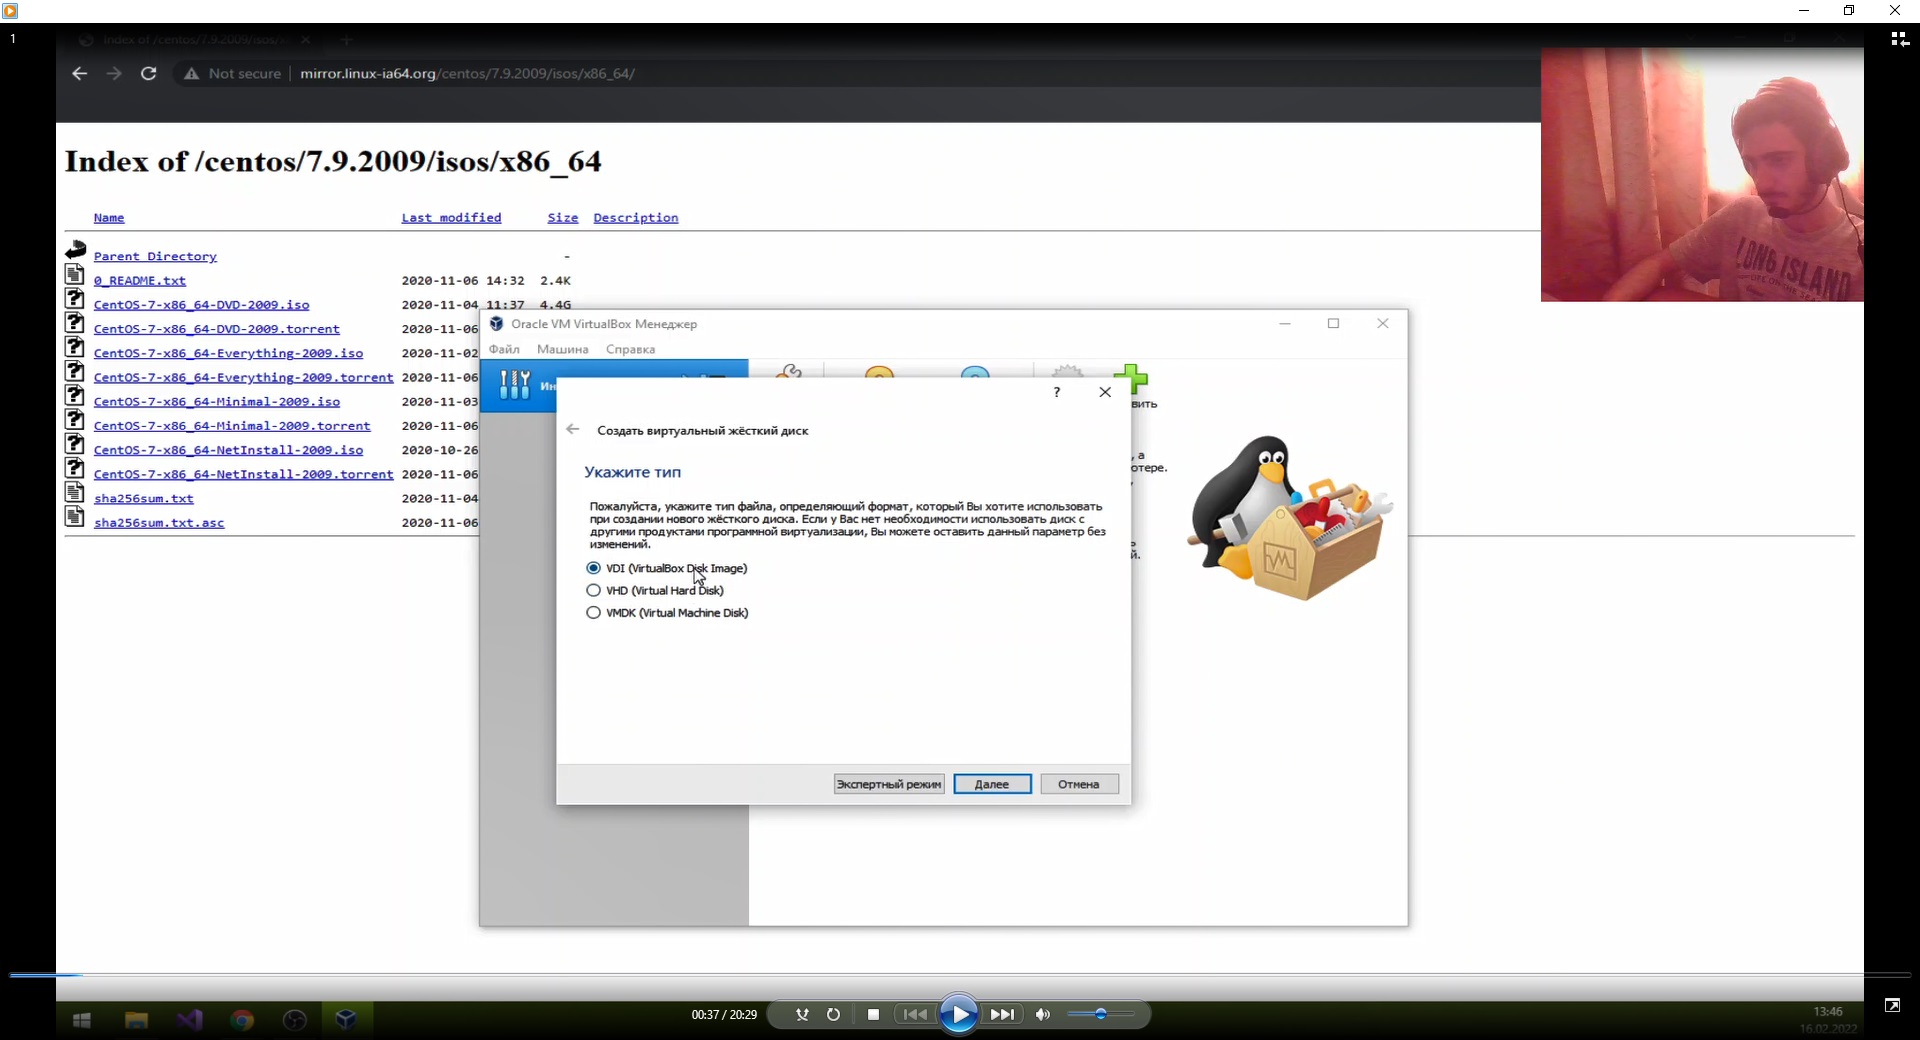 1
Index of /centos/7.9.2009/isos/x
Not secure | mirror.linux-ia64.org/centos/7.9.2009/isos/x86_64/
Index of /centos/7.9.2009/isos/x86_64
Name Last modified Size Description
Parent Directory -
0_README.txt 2020-11-06 14:32 2.4K
CentOS-7-x86_64-DVD-2009.iso 2020-11-04 11:37 4.4G
CentOS-7-x86_64-DVD-2009.torrent 2020-11-06
CentOS-7-x86_64-Everything-2009.iso 2020-11-02
CentOS-7-x86_64-Everything-2009.torrent 2020-11-06
CentOS-7-x86_64-Minimal-2009.iso 2020-11-03
CentOS-7-x86_64-Minimal-2009.torrent 2020-11-06
CentOS-7-x86_64-NetInstall-2009.iso 2020-10-26
CentOS-7-x86_64-NetInstall-2009.torrent 2020-11-06
sha256sum.txt 2020-11-04
sha256sum.txt.asc 2020-11-06
LONG ISLAND
Oracle VM VirtualBox Менеджер
Файл Машина Справка
Ин
вить
, а
отере.
й.
Создать виртуальный жёсткий диск
Укажите тип
Пожалуйста, укажите тип файла, определяющий формат, который Вы хотите использовать
при создании нового жёсткого диска. Если у Вас нет необходимости использовать диск с
другими продуктами программной виртуализации, Вы можете оставить данный параметр без
изменений.
VDI (VirtualBox Disk Image)
VHD (Virtual Hard Disk)
VMDK (Virtual Machine Disk)
Экспертный режим Далее Отмена
00:37 / 20:29
13:46
16.02.2022